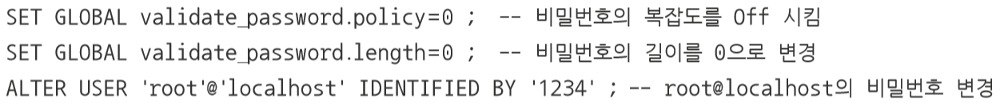 SET GLOBAL validate_password.policy=0 ;  -- 비밀번호의 복잡도를 Off 시킴
SET GLOBAL validate_password.length=0 ;  -- 비밀번호의 길이를 0으로 변경
ALTER USER 'root'@'localhost' IDENTIFIED BY '1234' ; -- root@localhost의 비밀번호 변경